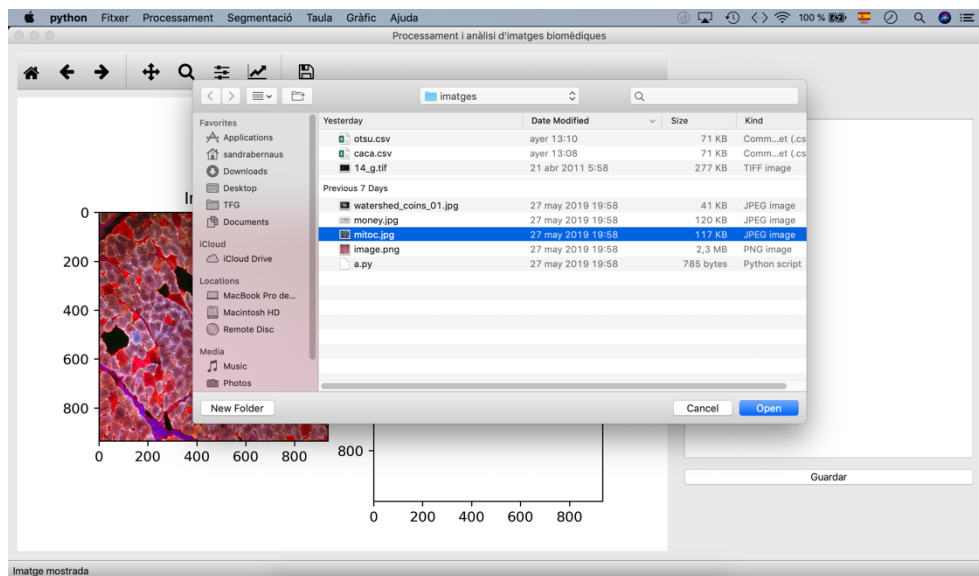 python Fitxer Processament Segmentació Taula Gràfic Ajuda 100 %
Processament i anàlisi d'imatges biomèdiques
imatges
Favorites
Applications
sandrabernaus
Downloads
Desktop
TFG
Documents
iCloud
iCloud Drive
Locations
MacBook Pro de...
Macintosh HD
Remote Disc
Media
Music
Photos
Yesterday Date Modified Size Kind
otsu.csv ayer 13:10 71 KB Comm...et (.cs
caca.csv ayer 13:08 71 KB Comm...et (.cs
14_g.tif 21 abr 2011 5:58 277 KB TIFF image
Previous 7 Days
watershed_coins_01.jpg 27 may 2019 19:58 41 KB JPEG image
money.jpg 27 may 2019 19:58 120 KB JPEG image
mitoc.jpg 27 may 2019 19:58 117 KB JPEG image
image.png 27 may 2019 19:58 2,3 MB PNG image
a.py 27 may 2019 19:58 785 bytes Python script
New Folder Cancel Open
0
200
400
600
800
0 200 400 600 800
800
0 200 400 600 800
Guardar
Imatge mostrada